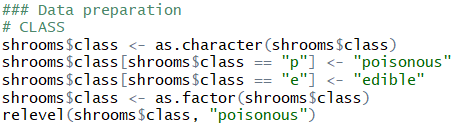 ### Data preparation
# CLASS
shrooms$class <- as.character(shrooms$class)
shrooms$class[shrooms$class == "p"] <- "poisonous"
shrooms$class[shrooms$class == "e"] <- "edible"
shrooms$class <- as.factor(shrooms$class)
relevel(shrooms$class, "poisonous")